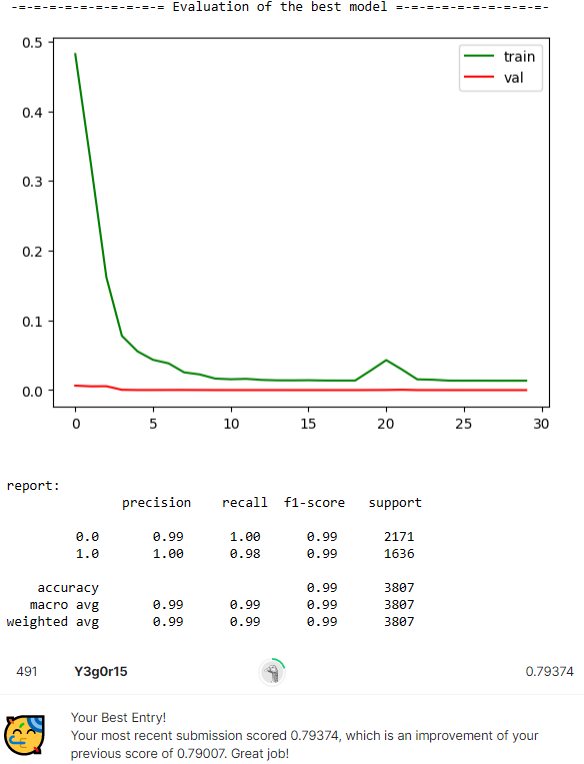 -=-=-=-=-=-=-=-=-=-=- Evaluation of the best model =-=-=-=-=-=-=-=-=-=-=-
0.5
0.4
0.3
0.2
0.1
0.0
train
val
0 5 10 15 20 25 30
report:
precision recall f1-score support
0.0 0.99 1.00 0.99 2171
1.0 1.00 0.98 0.99 1636
accuracy 0.99 3807
macro avg 0.99 0.99 0.99 3807
weighted avg 0.99 0.99 0.99 3807
491 Y3g0r15 0.79374
Your Best Entry!
Your most recent submission scored 0.79374, which is an improvement of your
previous score of 0.79007. Great job!